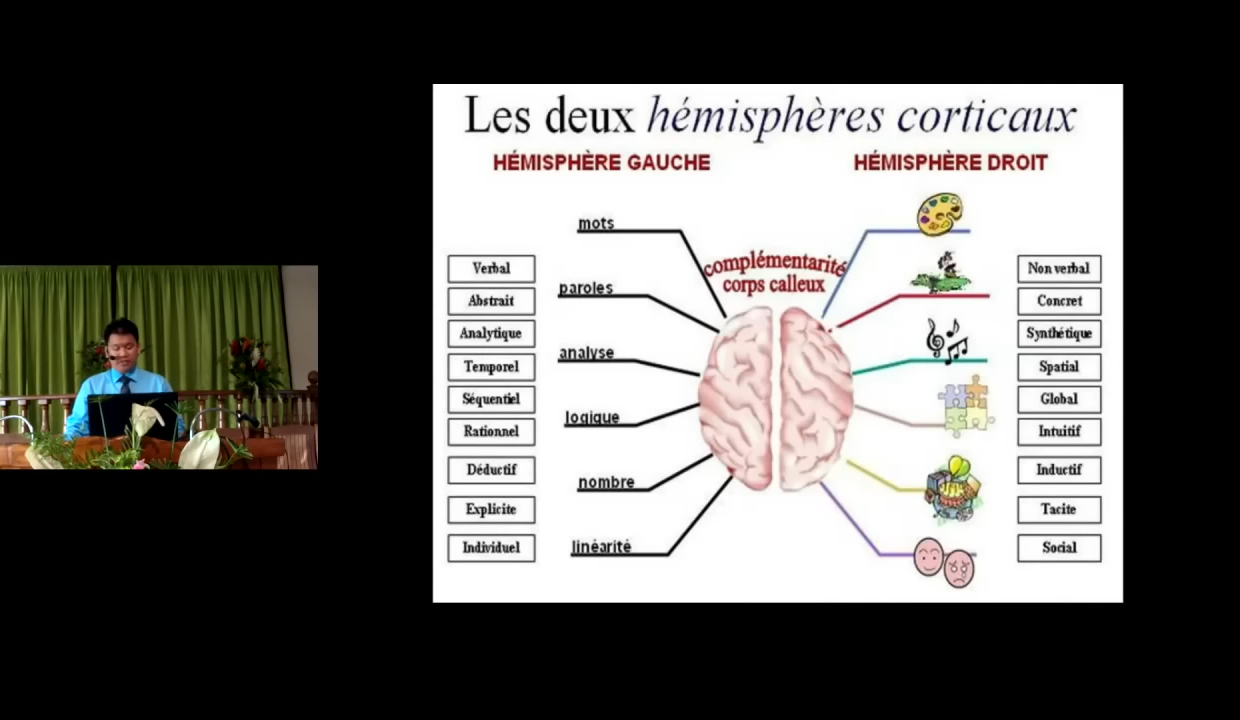 Les deux hémisphères corticaux
HÉMISPHÈRE GAUCHE
HÉMISPHÈRE DROIT
mots
paroles
analyse
logique
nombre
linéarité
complémentarité
corps calleux
Verbal
Abstrait
Analytique
Temporel
Séquentiel
Rationnel
Déductif
Explicite
Individuel
Non verbal
Concret
Synthétique
Spatial
Global
Intuitif
Inductif
Tacite
Social